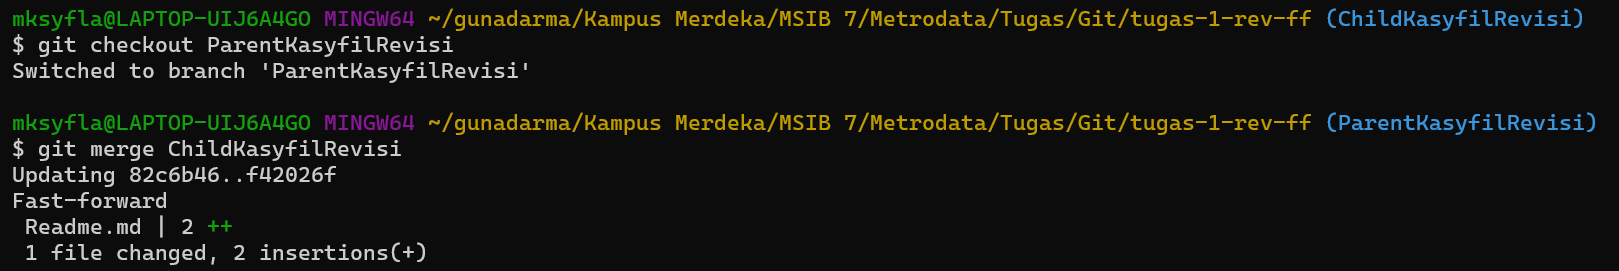 mksyfla@LAPTOP-UIJ6A4GO MINGW64 ~/gunadarma/Kampus Merdeka/MSIB 7/Metrodata/Tugas/Git/tugas-1-rev-ff (ChildKasyfilRevisi)
$ git checkout ParentKasyfilRevisi
Switched to branch 'ParentKasyfilRevisi'
mksyfla@LAPTOP-UIJ6A4GO MINGW64 ~/gunadarma/Kampus Merdeka/MSIB 7/Metrodata/Tugas/Git/tugas-1-rev-ff (ParentKasyfilRevisi)
$ git merge ChildKasyfilRevisi
Updating 82c6b46..f42026f
Fast-forward
 Readme.md | 2 ++
 1 file changed, 2 insertions(+)